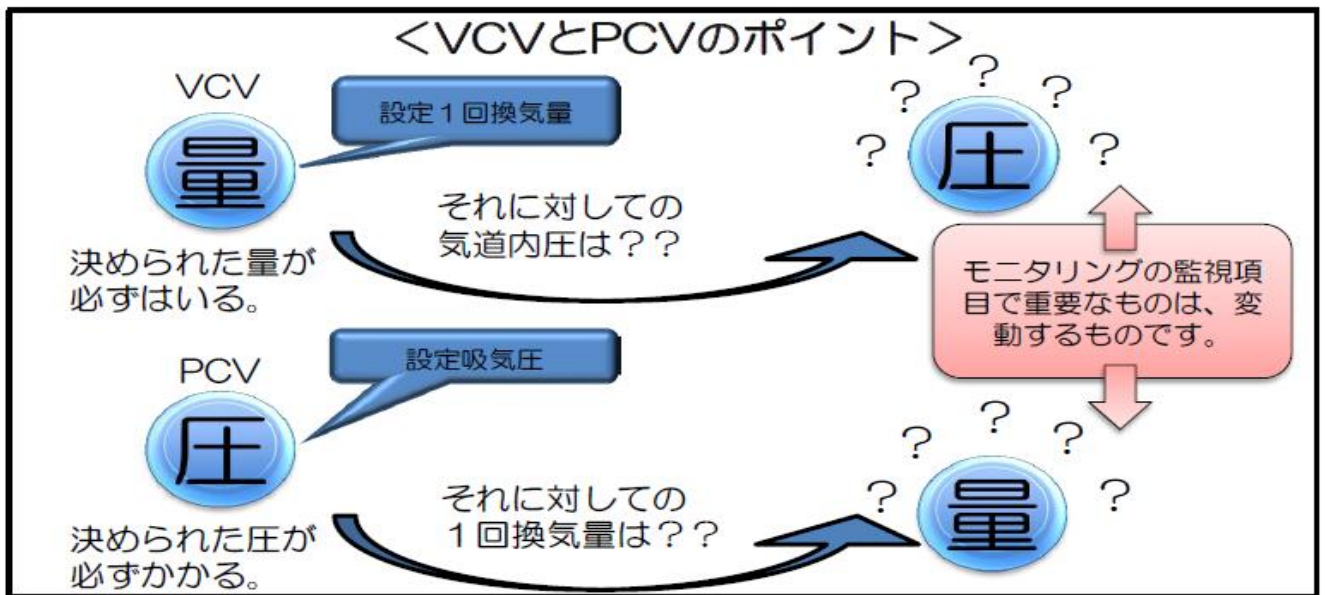 ＜VCVとPCVのポイント＞
VCV
設定１回換気量
量
決められた量が
必ずはいる。
それに対しての
気道内圧は？？
？
？
？
？
？
圧
モニタリングの監視項
目で重要なものは、変
動するものです。
PCV
設定吸気圧
圧
決められた圧が
必ずかかる。
それに対しての
１回換気量は？？
？
？
？
？
？
量